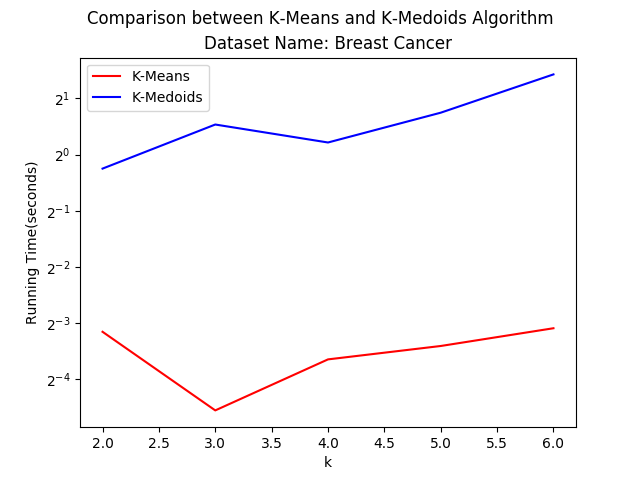 Comparison between K-Means and K-Medoids Algorithm
Dataset Name: Breast Cancer
K-Means
K-Medoids
2^1
2^0
2^−1
2^−2
2^−3
2^−4
Running Time(seconds)
2.0 2.5 3.0 3.5 4.0 4.5 5.0 5.5 6.0
k